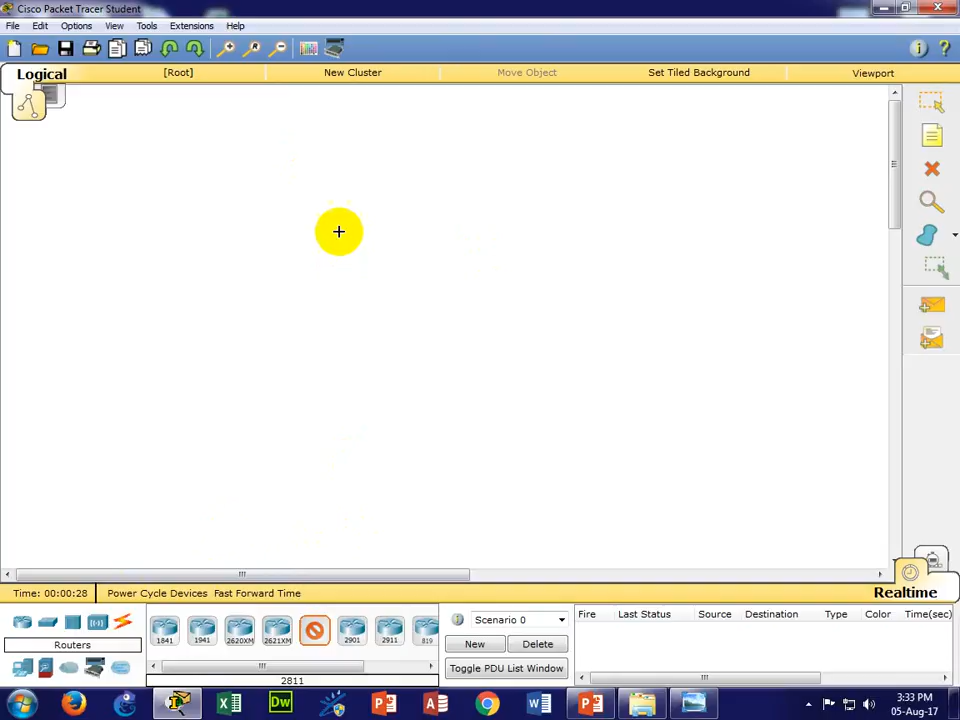 Cisco Packet Tracer Student
File Edit Options View Tools Extensions Help
Logical [Root] New Cluster Move Object Set Tiled Background Viewport
Time: 00:00:28 Power Cycle Devices Fast Forward Time Realtime
Routers
1841 1941 2620XM 2621XM 2901 2911 819
2811
Scenario 0
New Delete
Toggle PDU List Window
Fire Last Status Source Destination Type Color Time(sec)
3:33 PM
05-Aug-17